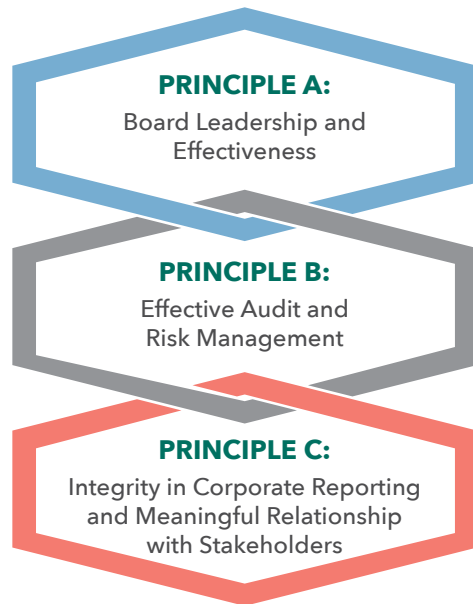 PRINCIPLE A:
Board Leadership and
Effectiveness
PRINCIPLE B:
Effective Audit and
Risk Management
PRINCIPLE C:
Integrity in Corporate Reporting
and Meaningful Relationship
with Stakeholders